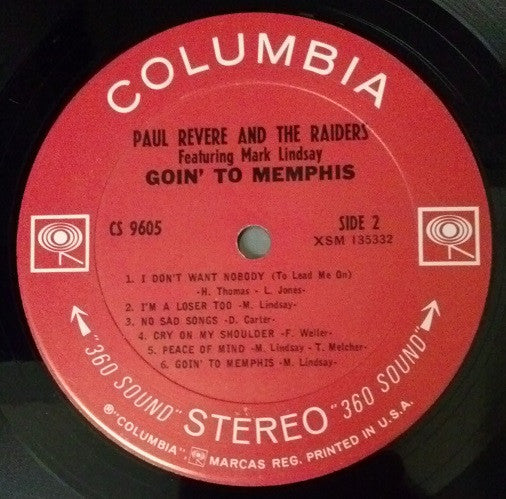 COLUMBIA
PAUL REVERE AND THE RAIDERS
Featuring Mark Lindsay
GOIN' TO MEMPHIS
CS 9605
SIDE 2
XSM 135332
1. I DON'T WANT NOBODY (To Lead Me On)
-H. Thomas - L. Jones-
2. I'M A LOSER TOO -M. Lindsay-
3. NO SAD SONGS -D. Carter-
4. CRY ON MY SHOULDER -F. Weller-
5. PEACE OF MIND -M. Lindsay - T. Melcher-
6. GOIN' TO MEMPHIS -M. Lindsay-
"360 SOUND" STEREO "360 SOUND"
® "COLUMBIA", MARCAS REG. PRINTED IN U.S.A.